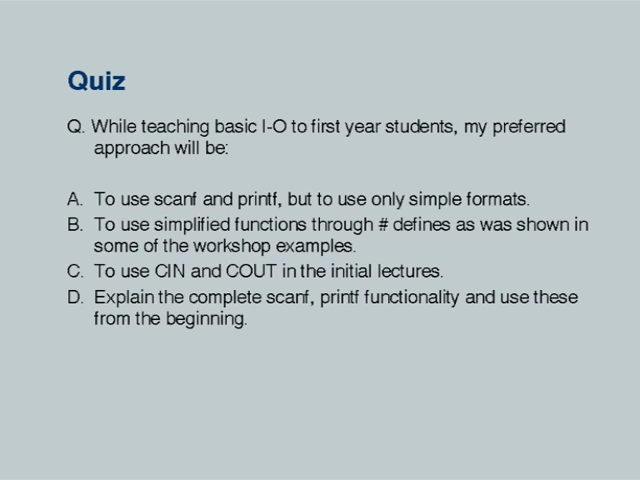 Quiz
Q. While teaching basic I-O to first year students, my preferred
approach will be:
A. To use scanf and printf, but to use only simple formats.
B. To use simplified functions through # defines as was shown in
some of the workshop examples.
C. To use CIN and COUT in the initial lectures.
D. Explain the complete scanf, printf functionality and use these
from the beginning.